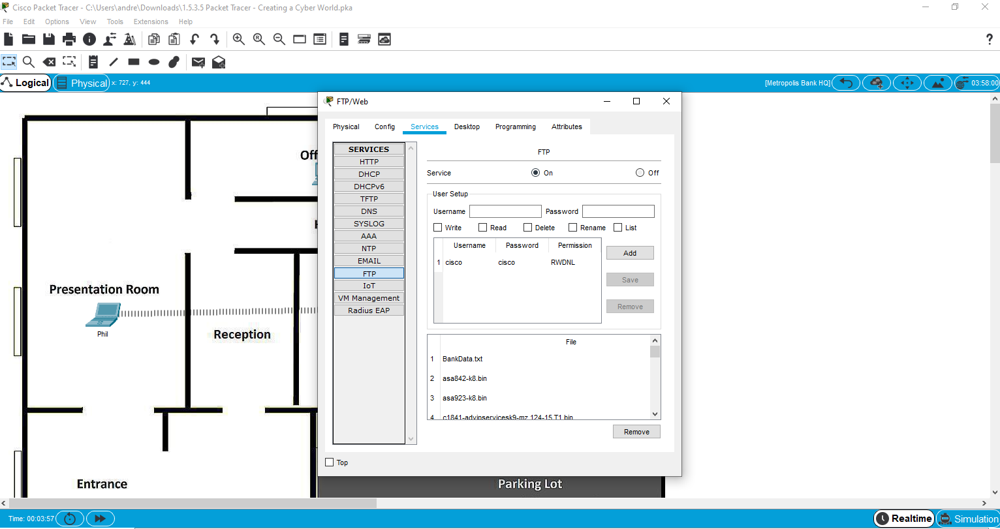 Cisco Packet Tracer - C:\Users\andre\Downloads\1.5.3.5 Packet Tracer - Creating a Cyber World.pka
File Edit Options View Tools Extensions Help
?
Logical Physical x: 727, y: 444 [Metropolis Bank HQ] 03:58:00
FTP/Web
Physical Config Services Desktop Programming Attributes
SERVICES
HTTP
DHCP
DHCPv6
TFTP
DNS
SYSLOG
AAA
NTP
EMAIL
FTP
IoT
VM Management
Radius EAP
FTP
Service On Off
User Setup
Username Password
Write Read Delete Rename List
Username Password Permission
1 cisco cisco RWDNL
Add
Save
Remove
File
1 BankData.txt
2 asa842-k8.bin
3 asa923-k8.bin
4 c1841-advipservicesk9-mz.124-15.T1.bin
Remove
Top
Off
Presentation Room
Phil
Reception
Entrance
Parking Lot
Time: 00:03:57 Realtime Simulation